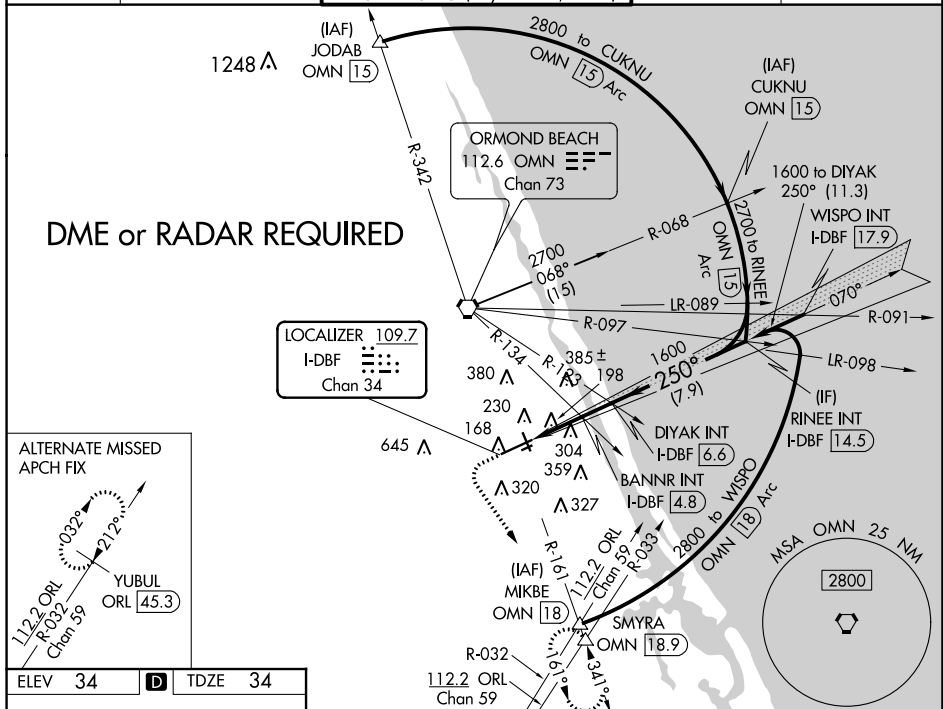 (IAF)
JODAB
OMN 15
1248
2800 to CUKNU
OMN 15 Arc
(IAF)
CUKNU
OMN 15
R-342
ORMOND BEACH
112.6 OMN
Chan 73
1600 to DIYAK
250° (11.3)
WISPO INT
I-DBF 17.9
DME or RADAR REQUIRED
2700
068°
(15)
R-068
2700 to RINEE
OMN 15
Arc
LR-089
070°
R-091
R-097
LR-098
LOCALIZER 109.7
I-DBF
Chan 34
R-134
385 ±
198
1600
250°
(7.9)
380
230
168
304
645
359
320
327
(IF)
RINEE INT
I-DBF 14.5
DIYAK INT
I-DBF 6.6
BANNR INT
I-DBF 4.8
2800 to WISPO
OMN 18 Arc
ALTERNATE MISSED
APCH FIX
032°
212°
YUBUL
ORL 45.3
112.2 ORL
R-032
Chan 59
R-161
(IAF)
MIKBE
OMN 18
112.2 ORL
Chan 59
R-033
SMYRA
OMN 18.9
161°
341°
R-032
112.2 ORL
Chan 59
MSA OMN 25 NM
2800
ELEV 34 D TDZE 34